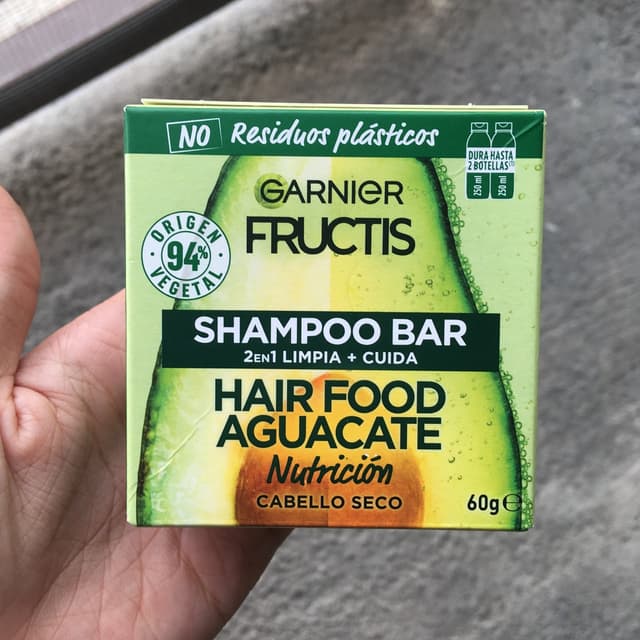 NO Residuos plásticos
DURA HASTA
2 BOTELLAS(1)
250 ml 250 ml
GARNIER
FRUCTIS
ORIGEN
94%
VEGETAL
SHAMPOO BAR
2EN1 LIMPIA + CUIDA
HAIR FOOD
AGUACATE
Nutrición
CABELLO SECO
60g ℮